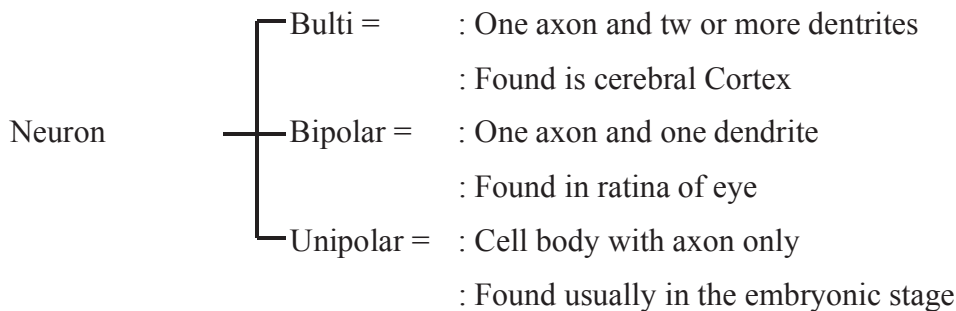 Bulti = : One axon and tw or more dentrites
: Found is cerebral Cortex
Neuron Bipolar = : One axon and one dendrite
: Found in ratina of eye
Unipolar = : Cell body with axon only
: Found usually in the embryonic stage